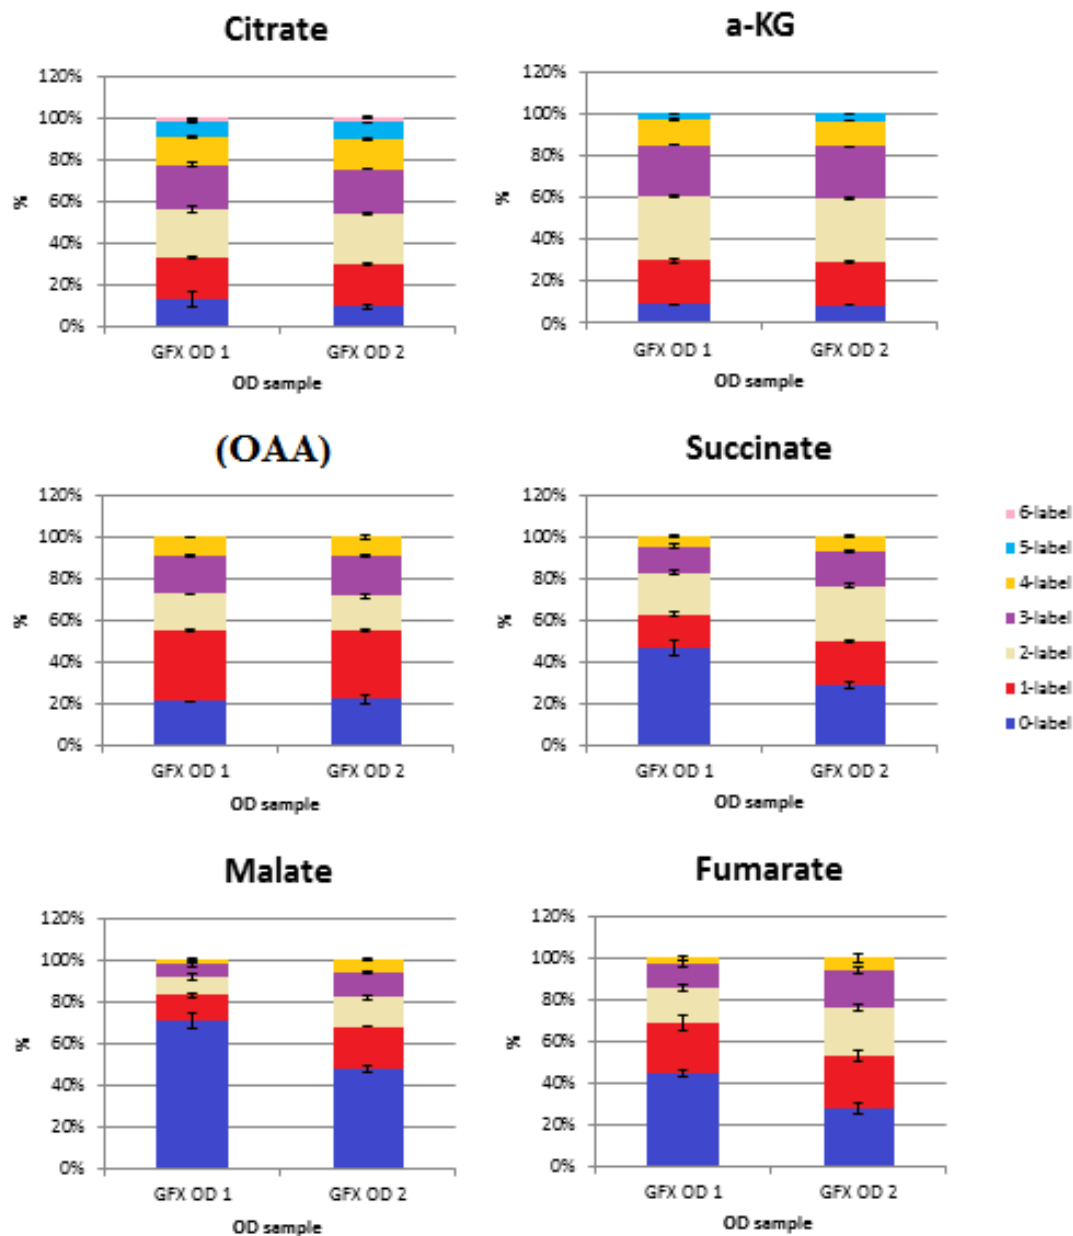 Citrate
120%
100%
80%
60%
40%
20%
0%
%
GFX OD 1 GFX OD 2
OD sample
a-KG
120%
100%
80%
60%
40%
20%
0%
%
GFX OD 1 GFX OD 2
OD sample
(OAA)
120%
100%
80%
60%
40%
20%
0%
%
GFX OD 1 GFX OD 2
OD sample
Succinate
120%
100%
80%
60%
40%
20%
0%
%
GFX OD 1 GFX OD 2
OD sample
6-label
5-label
4-label
3-label
2-label
1-label
0-label
Malate
120%
100%
80%
60%
40%
20%
0%
%
GFX OD 1 GFX OD 2
OD sample
Fumarate
120%
100%
80%
60%
40%
20%
0%
%
GFX OD 1 GFX OD 2
OD sample